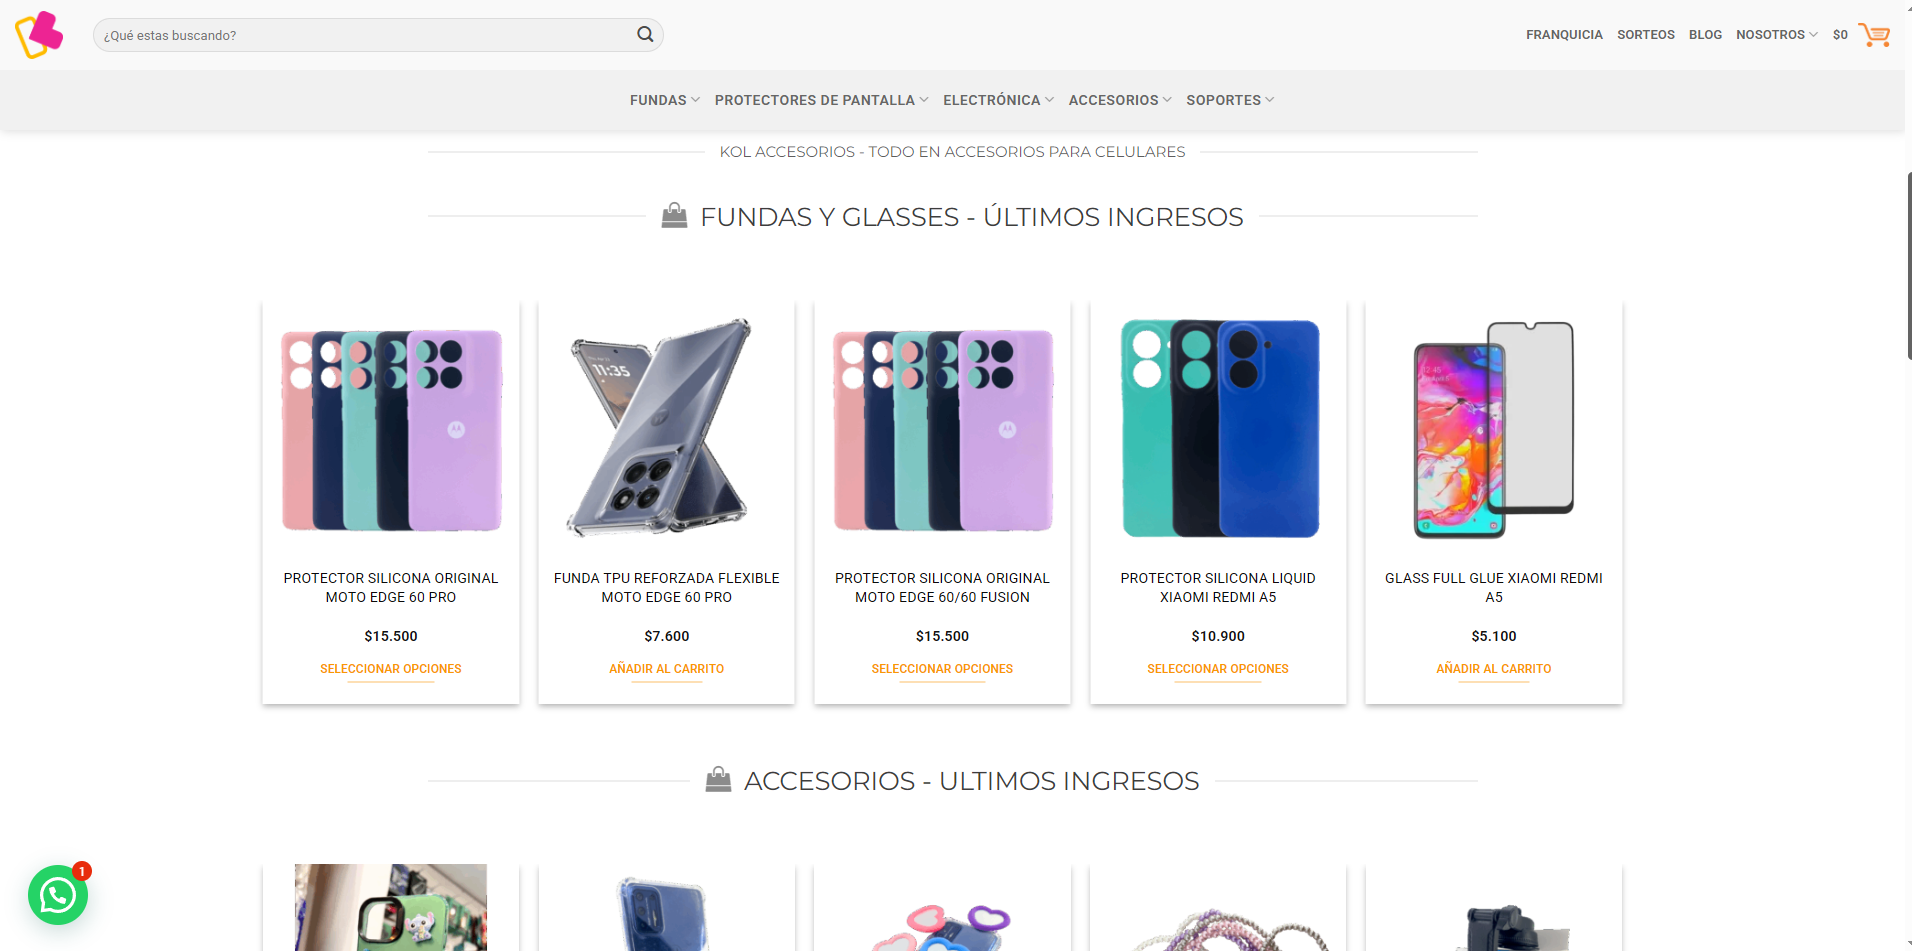 ¿Qué estas buscando?
FRANQUICIA SORTEOS BLOG NOSOTROS $0
FUNDAS PROTECTORES DE PANTALLA ELECTRÓNICA ACCESORIOS SOPORTES
KOL ACCESORIOS - TODO EN ACCESORIOS PARA CELULARES
FUNDAS Y GLASSES - ÚLTIMOS INGRESOS
11:35
12:45
PROTECTOR SILICONA ORIGINAL
MOTO EDGE 60 PRO
$15.500
SELECCIONAR OPCIONES
FUNDA TPU REFORZADA FLEXIBLE
MOTO EDGE 60 PRO
$7.600
AÑADIR AL CARRITO
PROTECTOR SILICONA ORIGINAL
MOTO EDGE 60/60 FUSION
$15.500
SELECCIONAR OPCIONES
PROTECTOR SILICONA LIQUID
XIAOMI REDMI A5
$10.900
SELECCIONAR OPCIONES
GLASS FULL GLUE XIAOMI REDMI
A5
$5.100
AÑADIR AL CARRITO
ACCESORIOS - ULTIMOS INGRESOS
1